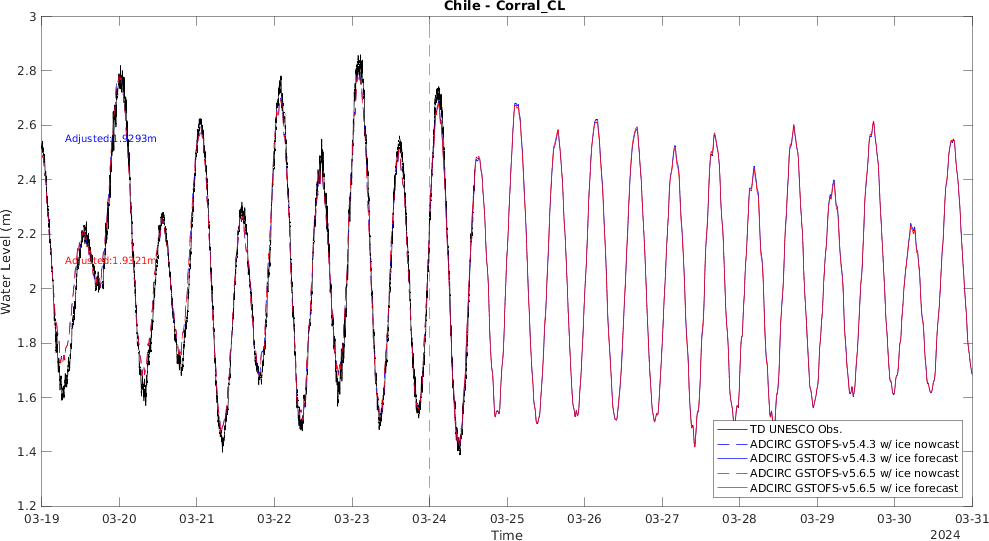 Chile - Corral_CL
3
2.8
2.6
2.4
2.2
2
1.8
1.6
1.4
1.2
Water Level (m)
Adjusted:1.9293m
Adjusted:1.9321m
TD UNESCO Obs.
ADCIRC GSTOFS-v5.4.3 w/ ice nowcast
ADCIRC GSTOFS-v5.4.3 w/ ice forecast
ADCIRC GSTOFS-v5.6.5 w/ ice nowcast
ADCIRC GSTOFS-v5.6.5 w/ ice forecast
03-19 03-20 03-21 03-22 03-23 03-24 03-25 03-26 03-27 03-28 03-29 03-30 03-31
Time
2024